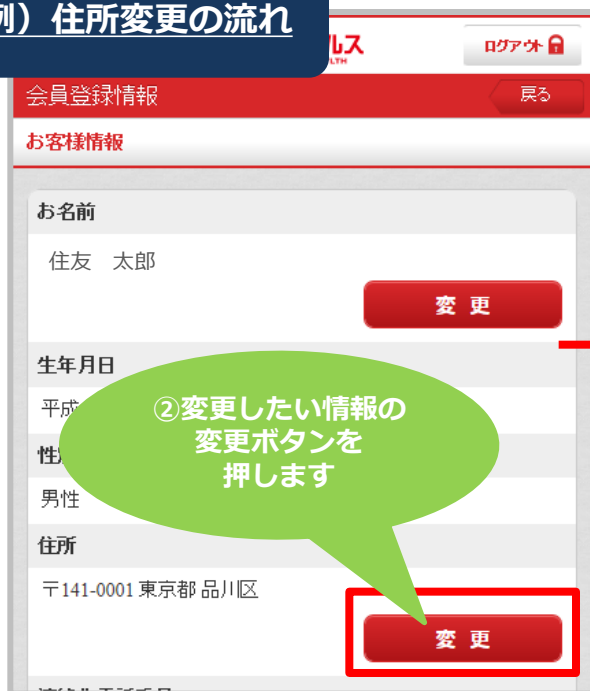 例）住所変更の流れ
ルス
LTH
ログアウト
会員登録情報
戻る
お客様情報
お名前
住友 太郎
変 更
生年月日
平成
②変更したい情報の
変更ボタンを
押します
性
男性
住所
〒141-0001 東京都 品川区
変 更